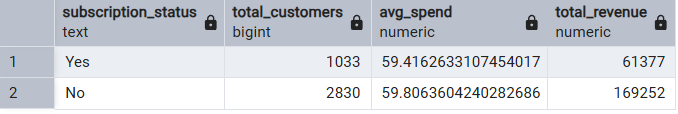 subscription_status total_customers avg_spend total_revenue
text bigint numeric numeric
1 Yes 1033 59.4162633107454017 61377
2 No 2830 59.8063604240282686 169252